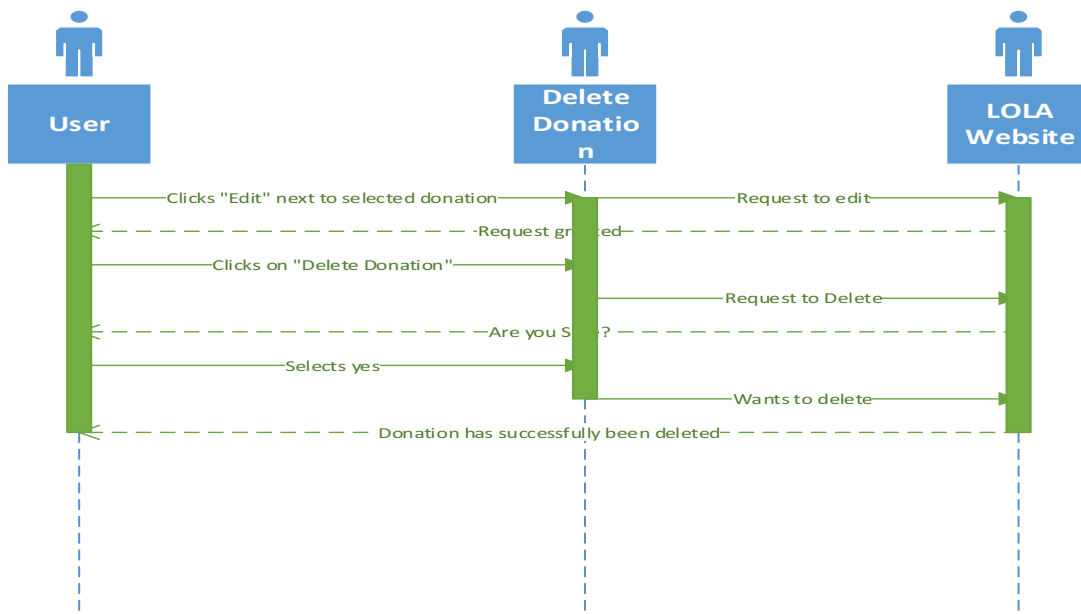 User
Delete
Donatio
n
LOLA
Website
Clicks "Edit" next to selected donation
Request to edit
Request granted
Clicks on "Delete Donation"
Request to Delete
Are you Sure?
Selects yes
Wants to delete
Donation has successfully been deleted